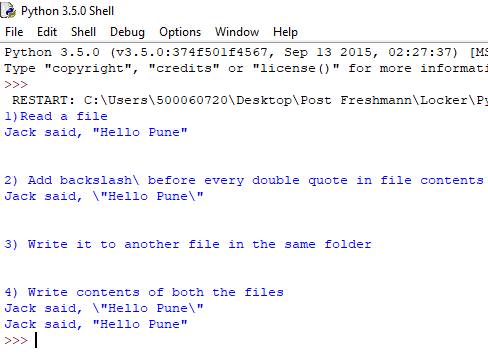 Python 3.5.0 Shell
File Edit Shell Debug Options Window Help
Python 3.5.0 (v3.5.0:374f501f4567, Sep 13 2015, 02:27:37) [MS
Type "copyright", "credits" or "license()" for more informati
>>>
RESTART: C:\Users\500060720\Desktop\Post Freshmann\Locker\Py
1)Read a file
Jack said, "Hello Pune"
2) Add backslash\ before every double quote in file contents
Jack said, \"Hello Pune\"
3) Write it to another file in the same folder
4) Write contents of both the files
Jack said, \"Hello Pune\"
Jack said, "Hello Pune"
>>>